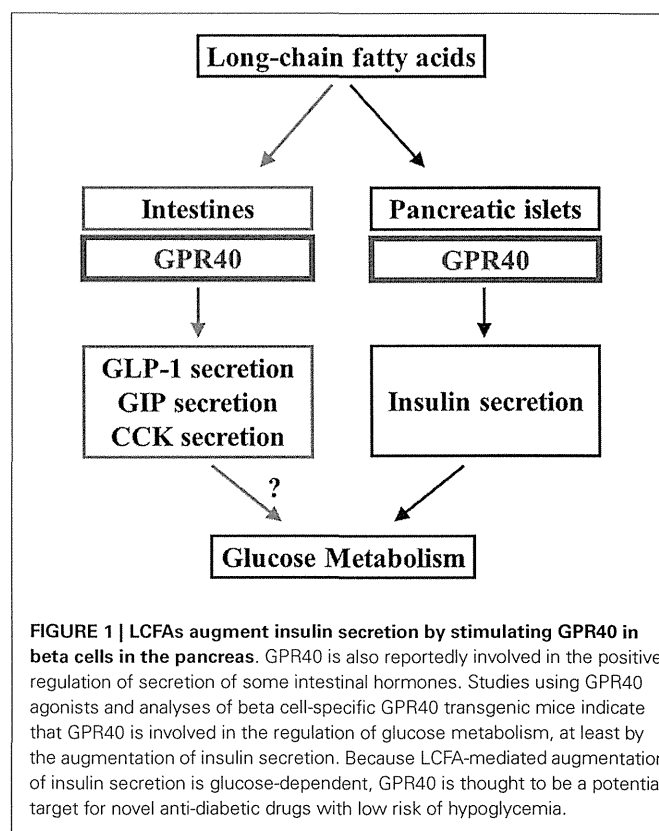 Long-chain fatty acids
Intestines
Pancreatic islets
GPR40
GPR40
GLP-1 secretion
GIP secretion
CCK secretion
Insulin secretion
?
Glucose Metabolism
FIGURE 1 | LCFAs augment insulin secretion by stimulating GPR40 in
beta cells in the pancreas. GPR40 is also reportedly involved in the positive
regulation of secretion of some intestinal hormones. Studies using GPR40
agonists and analyses of beta cell-specific GPR40 transgenic mice indicate
that GPR40 is involved in the regulation of glucose metabolism, at least by
the augmentation of insulin secretion. Because LCFA-mediated augmentation
of insulin secretion is glucose-dependent, GPR40 is thought to be a potential
target for novel anti-diabetic drugs with low risk of hypoglycemia.